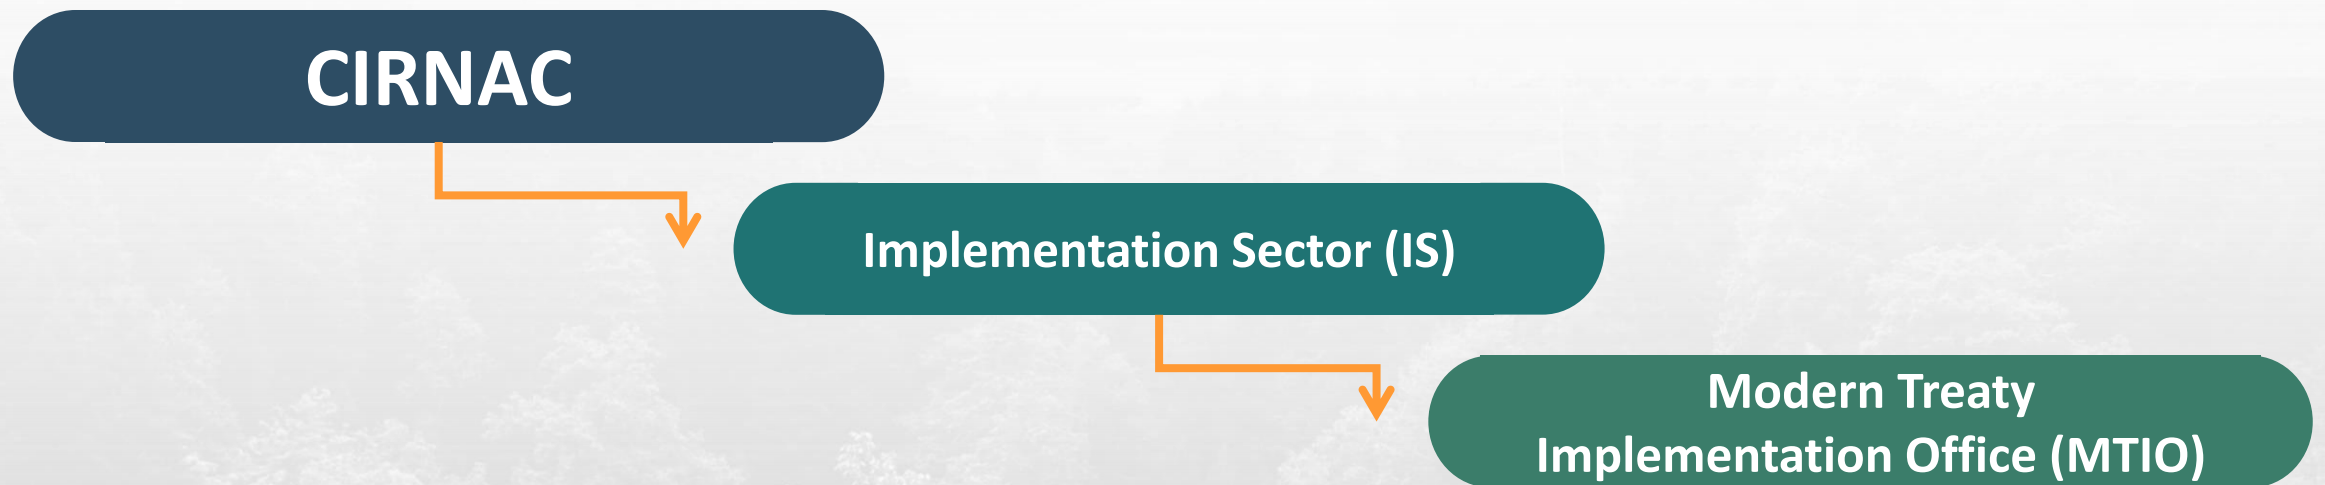 CIRNAC
Implementation Sector (IS)
Modern Treaty
Implementation Office (MTIO)